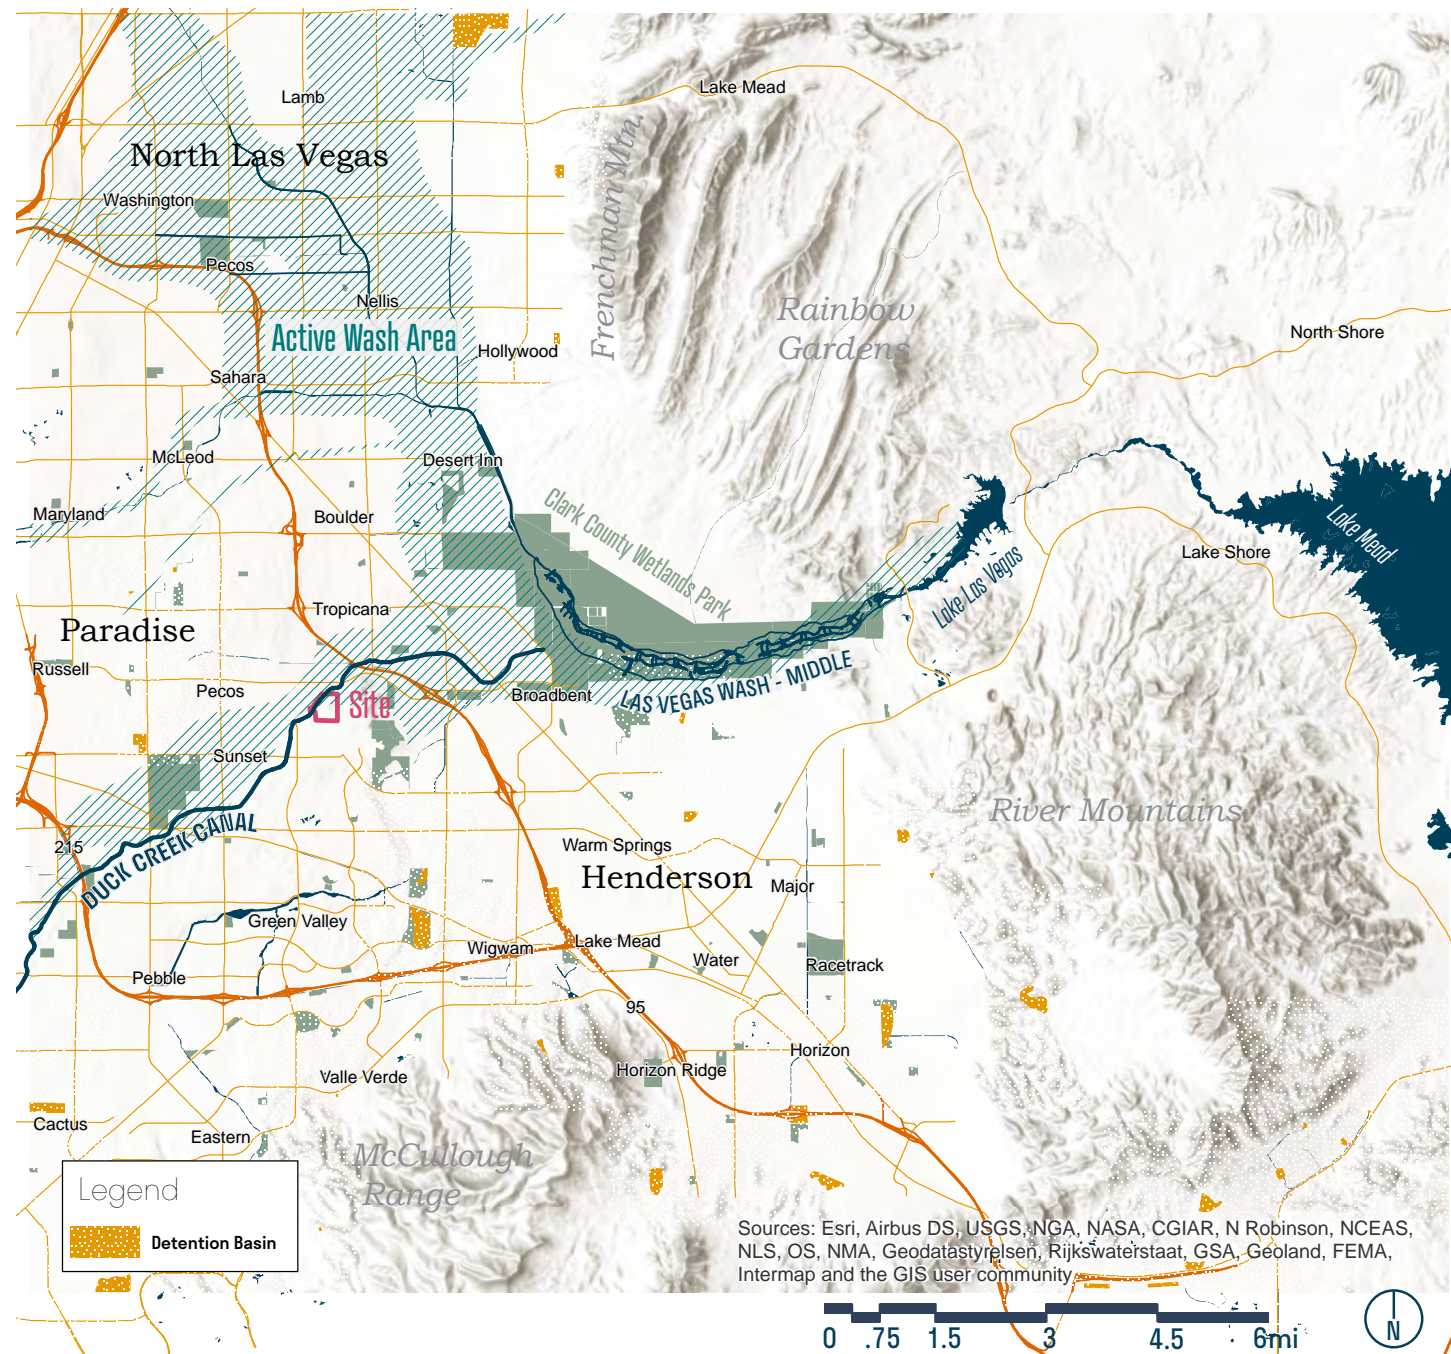 Lake Mead
Lamb
North Las Vegas
Frenchman Mtn.
Washington
Pecos
Nellis
Rainbow
Gardens
Active Wash Area
North Shore
Hollywood
Sahara
McLeod
Desert Inn
Clark County Wetlands Park
Maryland
Boulder
Lake Mead
Lake Shore
Lake Las Vegas
Tropicana
Paradise
Russell
Pecos
Broadbent
LAS VEGAS WASH - MIDDLE
Site
Sunset
River Mountains
DUCK CREEK CANAL
215
Warm Springs
Henderson
Major
Green Valley
Wigwam
Lake Mead
Water
Racetrack
Pebble
95
Horizon
Horizon Ridge
Valle Verde
Cactus
Eastern
McCullough
Range
Legend
Detention Basin
Sources: Esri, Airbus DS, USGS, NGA, NASA, CGIAR, N Robinson, NCEAS,
NLS, OS, NMA, Geodatastyrelsen, Rijkswaterstaat, GSA, Geoland, FEMA,
Intermap and the GIS user community
0 .75 1.5 3 4.5 6mi
N